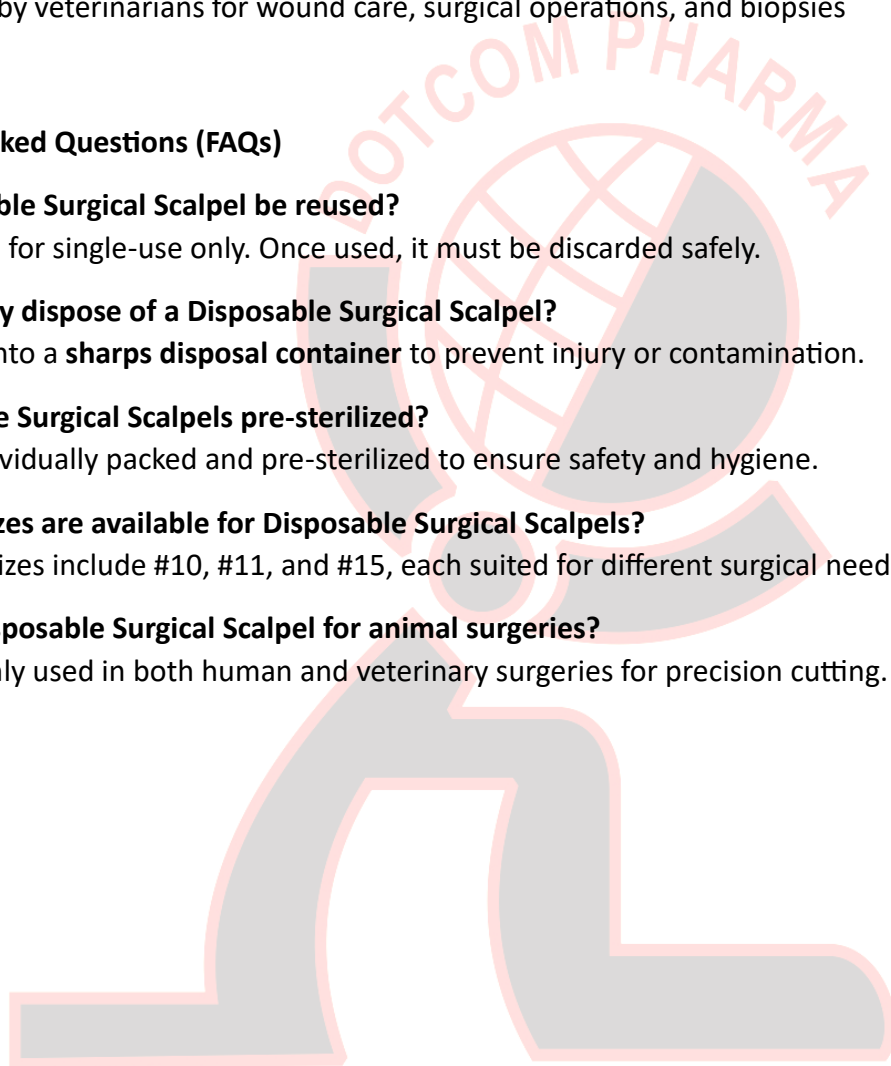 by veterinarians for wound care, surgical operations, and biopsies
DOTCOM PHARMA
ked Questions (FAQs)
ble Surgical Scalpel be reused?
for single-use only. Once used, it must be discarded safely.
y dispose of a Disposable Surgical Scalpel?
nto a sharps disposal container to prevent injury or contamination.
e Surgical Scalpels pre-sterilized?
vidually packed and pre-sterilized to ensure safety and hygiene.
zes are available for Disposable Surgical Scalpels?
izes include #10, #11, and #15, each suited for different surgical need
sposable Surgical Scalpel for animal surgeries?
nly used in both human and veterinary surgeries for precision cutting.